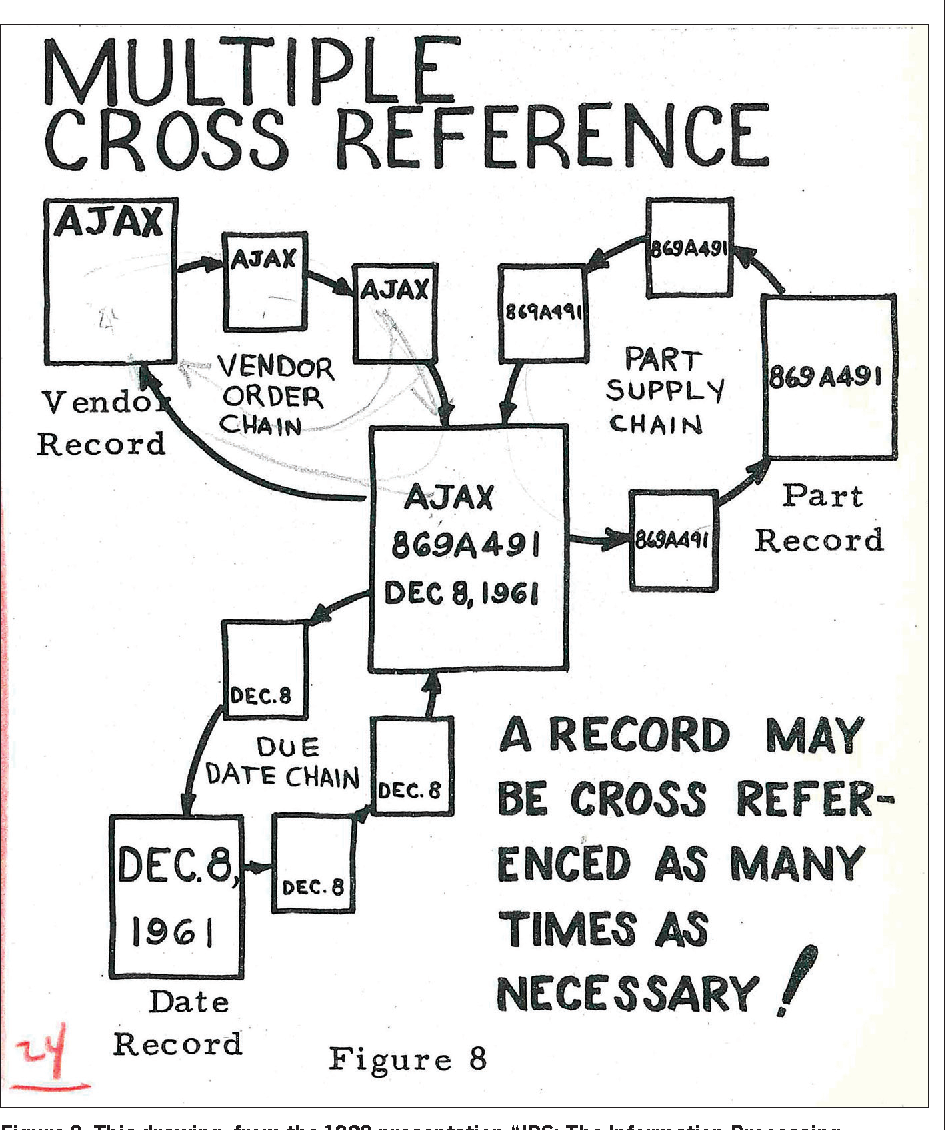 MULTIPLE
CROSS REFERENCE
AJAX
AJAX
AJAX
869A491
869A491
869A491
VENDOR
ORDER
CHAIN
PART
SUPPLY
CHAIN
Vendor
Record
Part
Record
AJAX
869A491
DEC 8, 1961
869A491
DEC. 8
DUE
DATE CHAIN
DEC. 8
DEC. 8
DEC. 8,
1961
Date
Record
A RECORD MAY
BE CROSS REFER-
ENCED AS MANY
TIMES AS
NECESSARY!
24
Figure 8